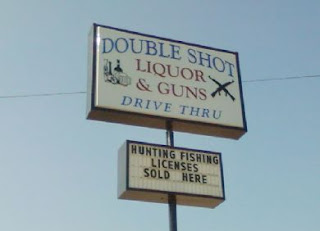 DOUBLE SHOT
LIQUOR
& GUNS
DRIVE THRU
HUNTING FISHING
LICENSES
SOLD HERE